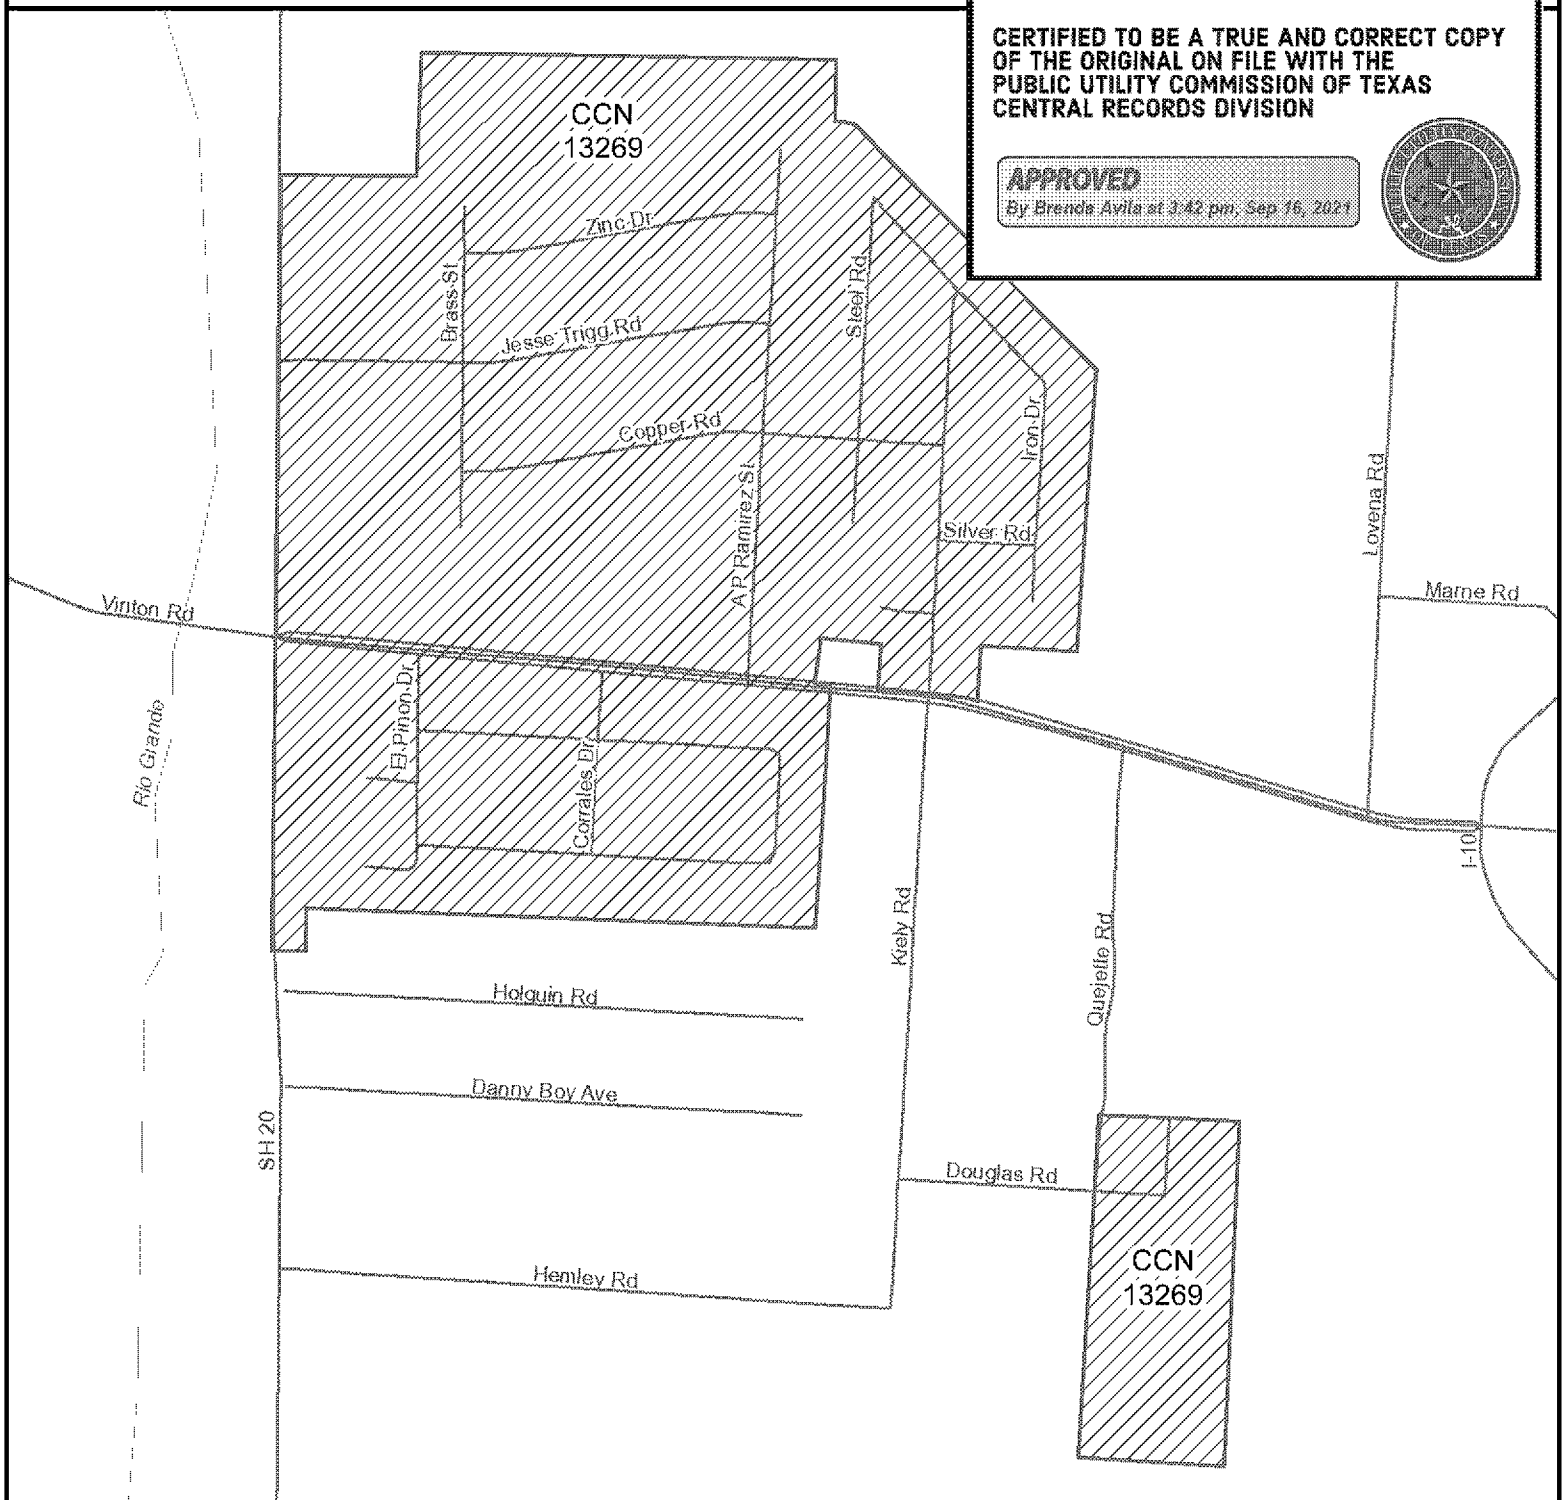 CERTIFIED TO BE A TRUE AND CORRECT COPY
OF THE ORIGINAL ON FILE WITH THE
PUBLIC UTILITY COMMISSION OF TEXAS
CENTRAL RECORDS DIVISION
APPROVED
By Brenda Avila at 3:42 pm, Sep 16, 2021
CCN
13269
Zinc Dr
Brass St
Steel Rd
Jesse Trigg Rd
Copper Rd
Iron Dr
AP Ramirez St
Silver Rd
Lovena Rd
Marne Rd
Vinton Rd
El Pinon Dr
Corrales Dr
Rio Grande
I-10
Kiely Rd
Quejette Rd
Holguin Rd
Danny Boy Ave
SH 20
Douglas Rd
Hemley Rd
CCN
13269